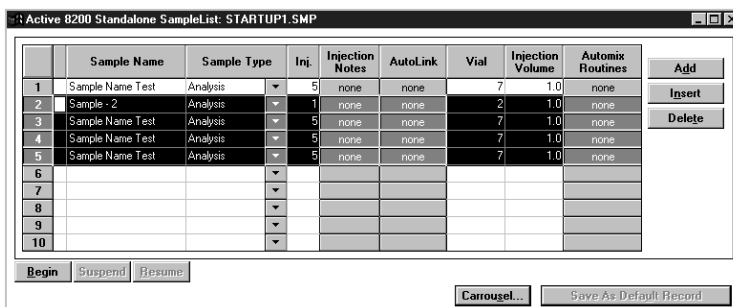 Active 8200 Standalone SampleList: STARTUP1.SMP
Sample Name Sample Type Inj. Injection Notes AutoLink Vial Injection Volume Automix Routines
1 Sample Name Test Analysis 5 none none 7 1.0 none
2 Sample - 2 Analysis 1 none none 2 1.0 none
3 Sample Name Test Analysis 5 none none 7 1.0 none
4 Sample Name Test Analysis 5 none none 7 1.0 none
5 Sample Name Test Analysis 5 none none 7 1.0 none
6
7
8
9
10
Add
Insert
Delete
Begin Suspend Resume
Carrousel... Save As Default Record